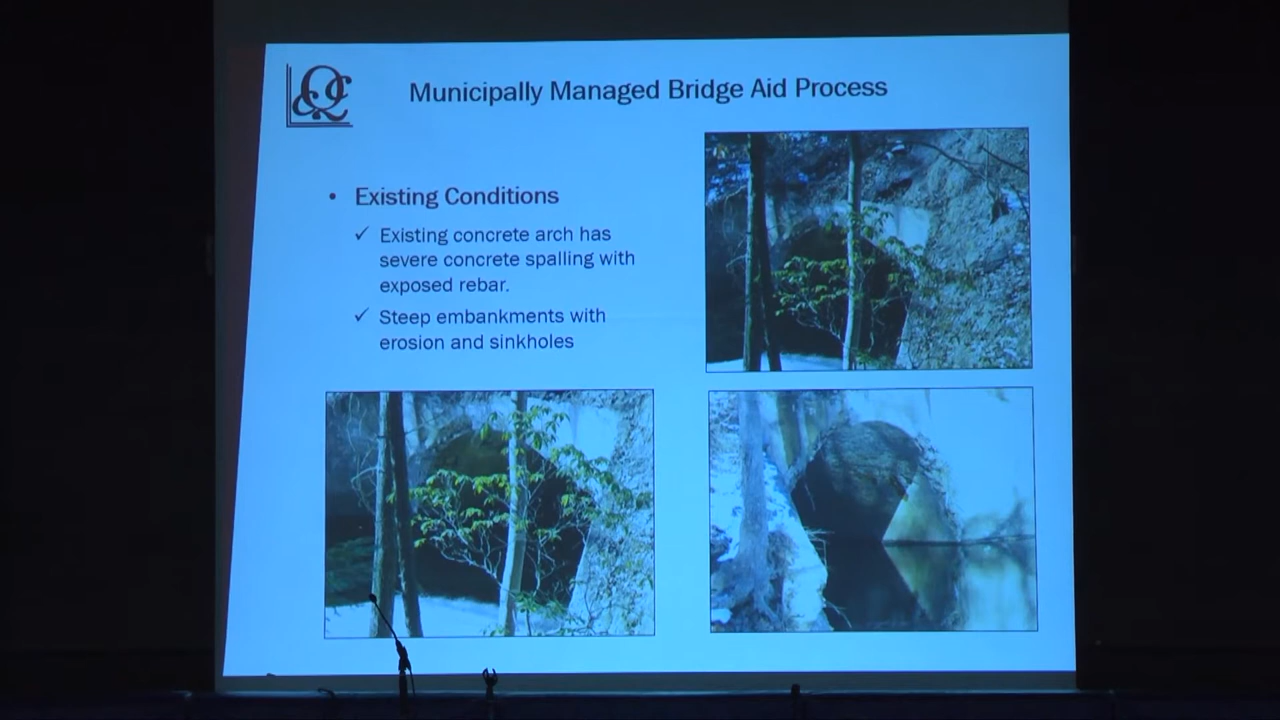 Municipally Managed Bridge Aid Process
• Existing Conditions
✓ Existing concrete arch has
severe concrete spalling with
exposed rebar.
✓ Steep embankments with
erosion and sinkholes